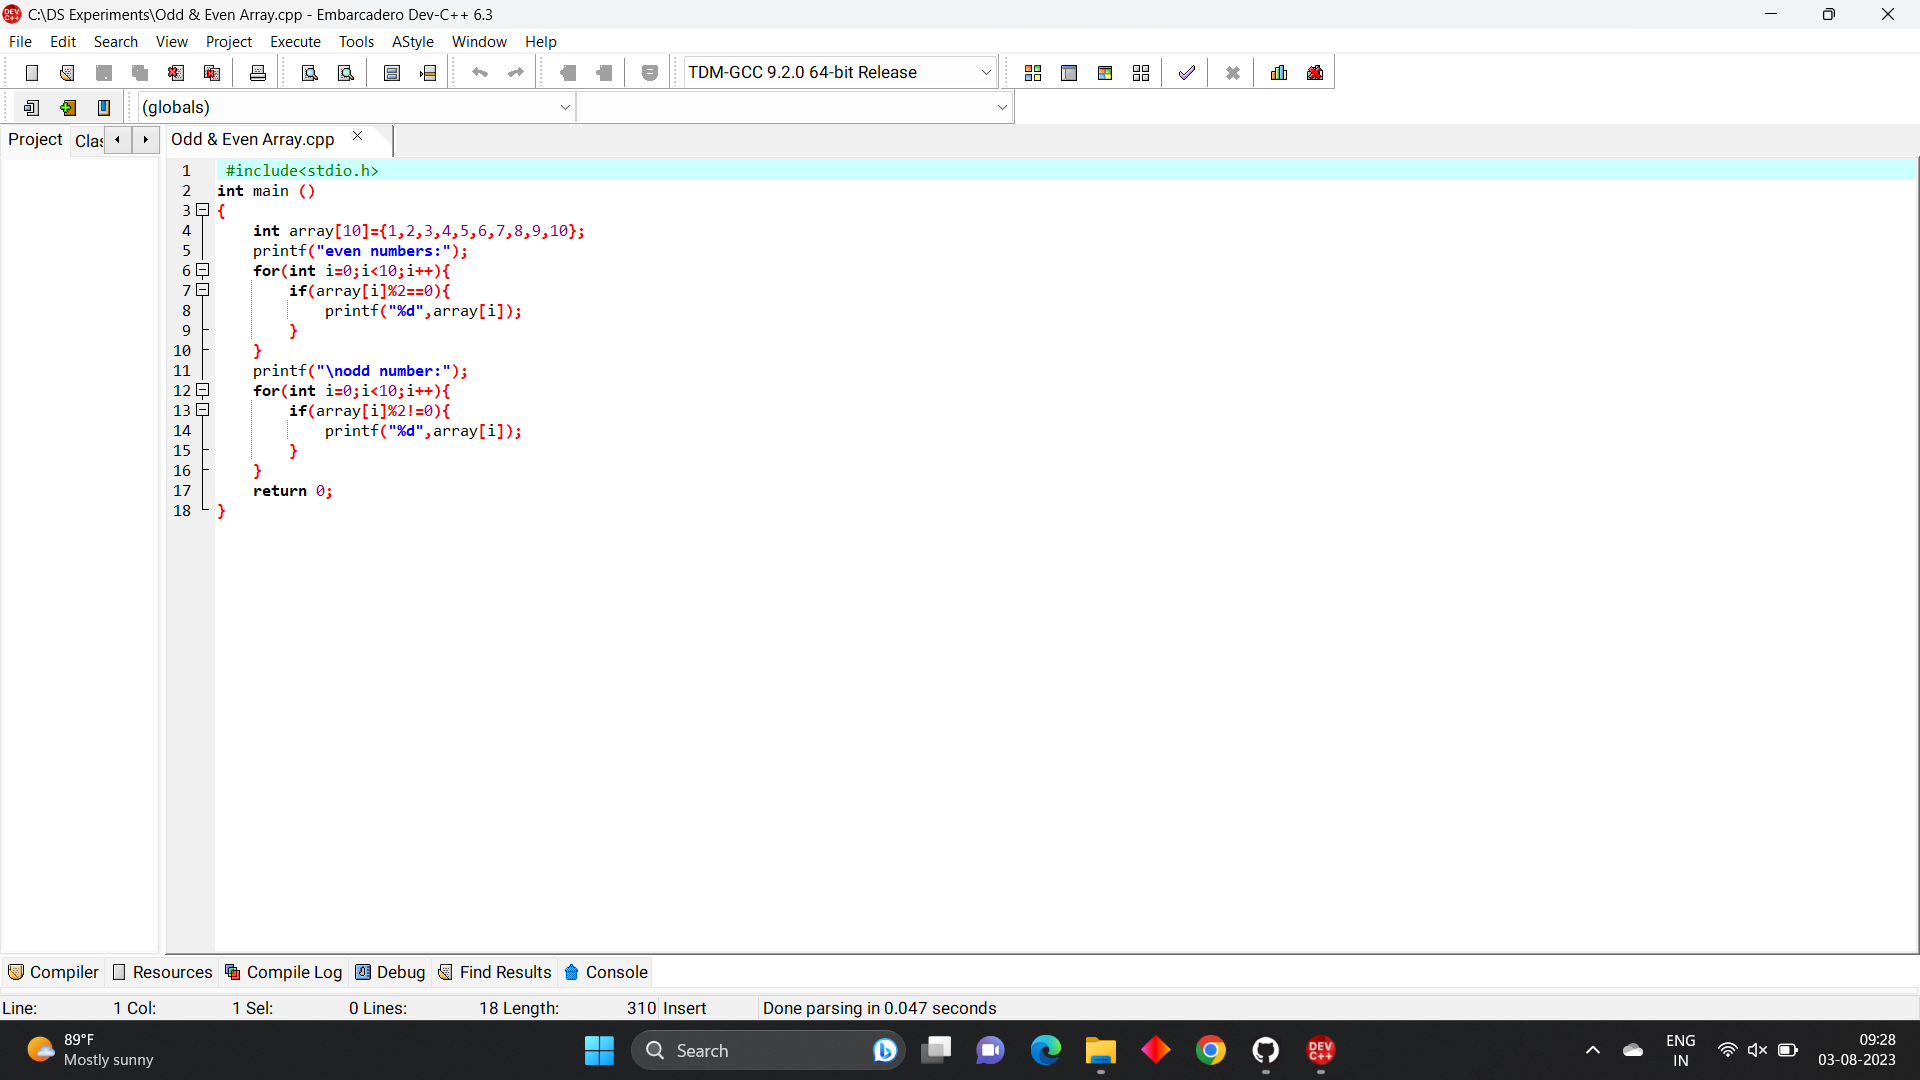 C:\DS Experiments\Odd & Even Array.cpp - Embarcadero Dev-C++ 6.3
File Edit Search View Project Execute Tools AStyle Window Help
TDM-GCC 9.2.0 64-bit Release
(globals)
Project Clas Odd & Even Array.cpp
1 #include<stdio.h>
2 int main ()
3 {
4 int array[10]={1,2,3,4,5,6,7,8,9,10};
5 printf("even numbers:");
6 for(int i=0;i<10;i++){
7 if(array[i]%2==0){
8 printf("%d",array[i]);
9 }
10 }
11 printf("\nodd number:");
12 for(int i=0;i<10;i++){
13 if(array[i]%2!=0){
14 printf("%d",array[i]);
15 }
16 }
17 return 0;
18 }
Compiler Resources Compile Log Debug Find Results Console
Line: 1 Col: 1 Sel: 0 Lines: 18 Length: 310 Insert Done parsing in 0.047 seconds
89°F
Mostly sunny
Search
DEV
C++
ENG
IN
09:28
03-08-2023